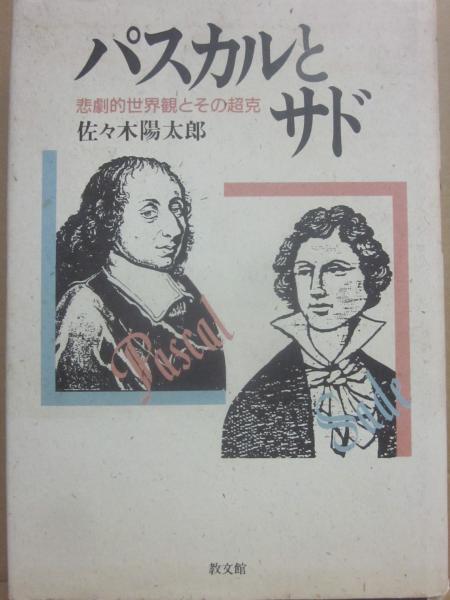 パスカルと
サド
悲劇的世界観とその超克
佐々木陽太郎
Pascal
Sade
教文館